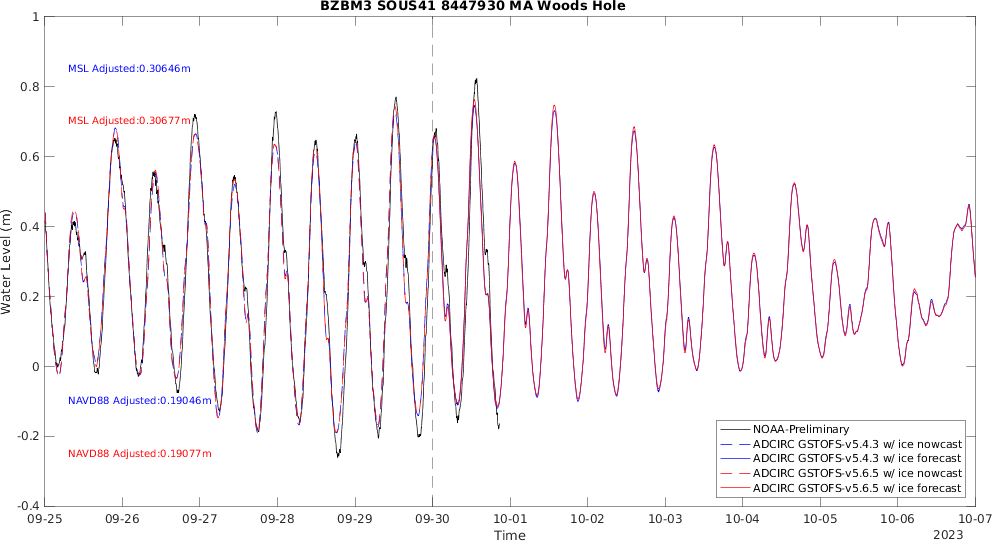 BZBM3 SOUS41 8447930 MA Woods Hole
1
0.8
0.6
0.4
0.2
0
-0.2
-0.4
Water Level (m)
MSL Adjusted:0.30646m
MSL Adjusted:0.30677m
NAVD88 Adjusted:0.19046m
NAVD88 Adjusted:0.19077m
NOAA-Preliminary
ADCIRC GSTOFS-v5.4.3 w/ ice nowcast
ADCIRC GSTOFS-v5.4.3 w/ ice forecast
ADCIRC GSTOFS-v5.6.5 w/ ice nowcast
ADCIRC GSTOFS-v5.6.5 w/ ice forecast
09-25 09-26 09-27 09-28 09-29 09-30 10-01 10-02 10-03 10-04 10-05 10-06 10-07
Time
2023